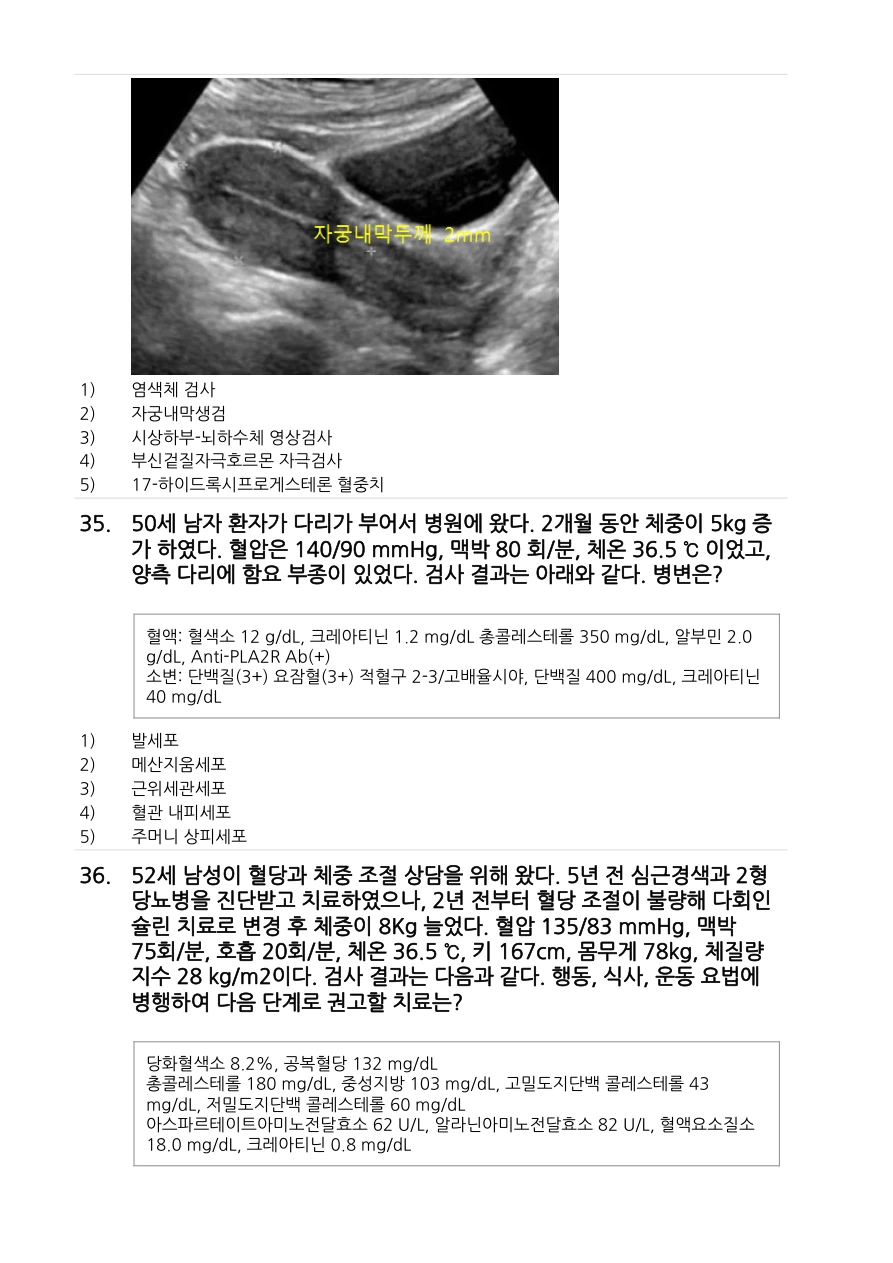 자궁내막두께 2mm
1) 염색체 검사
2) 자궁내막생검
3) 시상하부-뇌하수체 영상검사
4) 부신겉질자극호르몬 자극검사
5) 17-하이드록시프로게스테론 혈중치
35. 50세 남자 환자가 다리가 부어서 병원에 왔다. 2개월 동안 체중이 5kg 증
가 하였다. 혈압은 140/90 mmHg, 맥박 80 회/분, 체온 36.5 ℃ 이었고,
양측 다리에 함요 부종이 있었다. 검사 결과는 아래와 같다. 병변은?
혈액: 혈색소 12 g/dL, 크레아티닌 1.2 mg/dL 총콜레스테롤 350 mg/dL, 알부민 2.0
g/dL, Anti-PLA2R Ab(+)
소변: 단백질(3+) 요잠혈(3+) 적혈구 2-3/고배율시야, 단백질 400 mg/dL, 크레아티닌
40 mg/dL
1) 발세포
2) 메산지움세포
3) 근위세관세포
4) 혈관 내피세포
5) 주머니 상피세포
36. 52세 남성이 혈당과 체중 조절 상담을 위해 왔다. 5년 전 심근경색과 2형
당뇨병을 진단받고 치료하였으나, 2년 전부터 혈당 조절이 불량해 다회인
슐린 치료로 변경 후 체중이 8Kg 늘었다. 혈압 135/83 mmHg, 맥박
75회/분, 호흡 20회/분, 체온 36.5 ℃, 키 167cm, 몸무게 78kg, 체질량
지수 28 kg/m2이다. 검사 결과는 다음과 같다. 행동, 식사, 운동 요법에
병행하여 다음 단계로 권고할 치료는?
당화혈색소 8.2%, 공복혈당 132 mg/dL
총콜레스테롤 180 mg/dL, 중성지방 103 mg/dL, 고밀도지단백 콜레스테롤 43
mg/dL, 저밀도지단백 콜레스테롤 60 mg/dL
아스파르테이트아미노전달효소 62 U/L, 알라닌아미노전달효소 82 U/L, 혈액요소질소
18.0 mg/dL, 크레아티닌 0.8 mg/dL